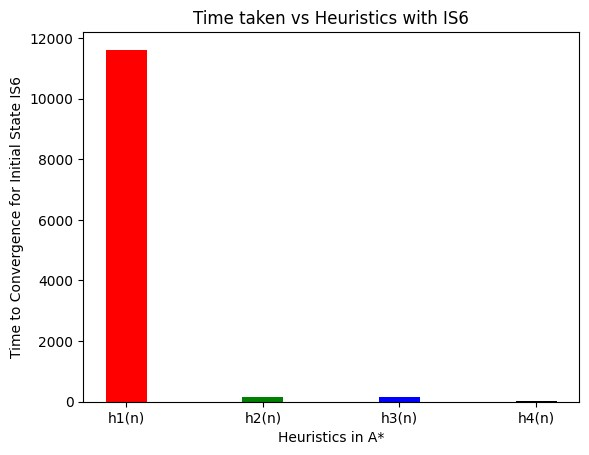 Time taken vs Heuristics with IS6
Time to Convergence for Initial State IS6
12000
10000
8000
6000
4000
2000
0
h1(n)
h2(n)
h3(n)
h4(n)
Heuristics in A*